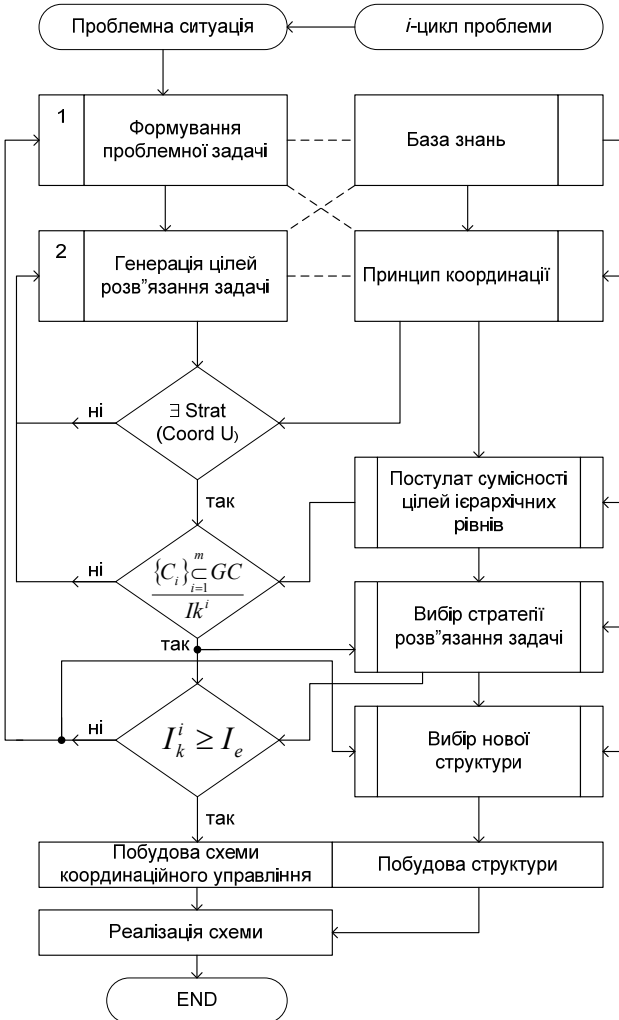 Проблемна ситуація
i-цикл проблеми
1
Формування
проблемної задачі
База знань
2
Генерація цілей
розв"язання задачі
Принцип координації
ні
∃ Strat
(Coord U)
так
Постулат сумісності
цілей ієрархічних
рівнів
ні
{C_i}_{i=1}^{m} ⊂ GC
Ik^i
так
Вибір стратегії
розв"язання задачі
ні
I_k^i ≥ I_e
Вибір нової
структури
так
Побудова схеми
координаційного управління
Побудова структури
Реалізація схеми
END